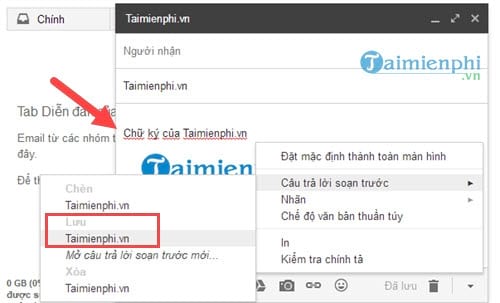 Chính
Taimienphi.vn
Người nhận
Taimienphi
.vn
Taimienphi.vn
Tab Diễn đàn
Email từ các nhóm
đây.
Để th
Chữ ký của Taimienphi.vn
Đặt mặc định thành toàn màn hình
Câu trả lời soạn trước
Nhãn
Chế độ văn bản thuần túy
In
Kiểm tra chính tả
Chèn
Taimienphi.vn
Lưu
Taimienphi.vn
Mở câu trả lời soạn trước mới...
Xóa
Taimienphi.vn
0 GB (0%
được s
Đã lưu